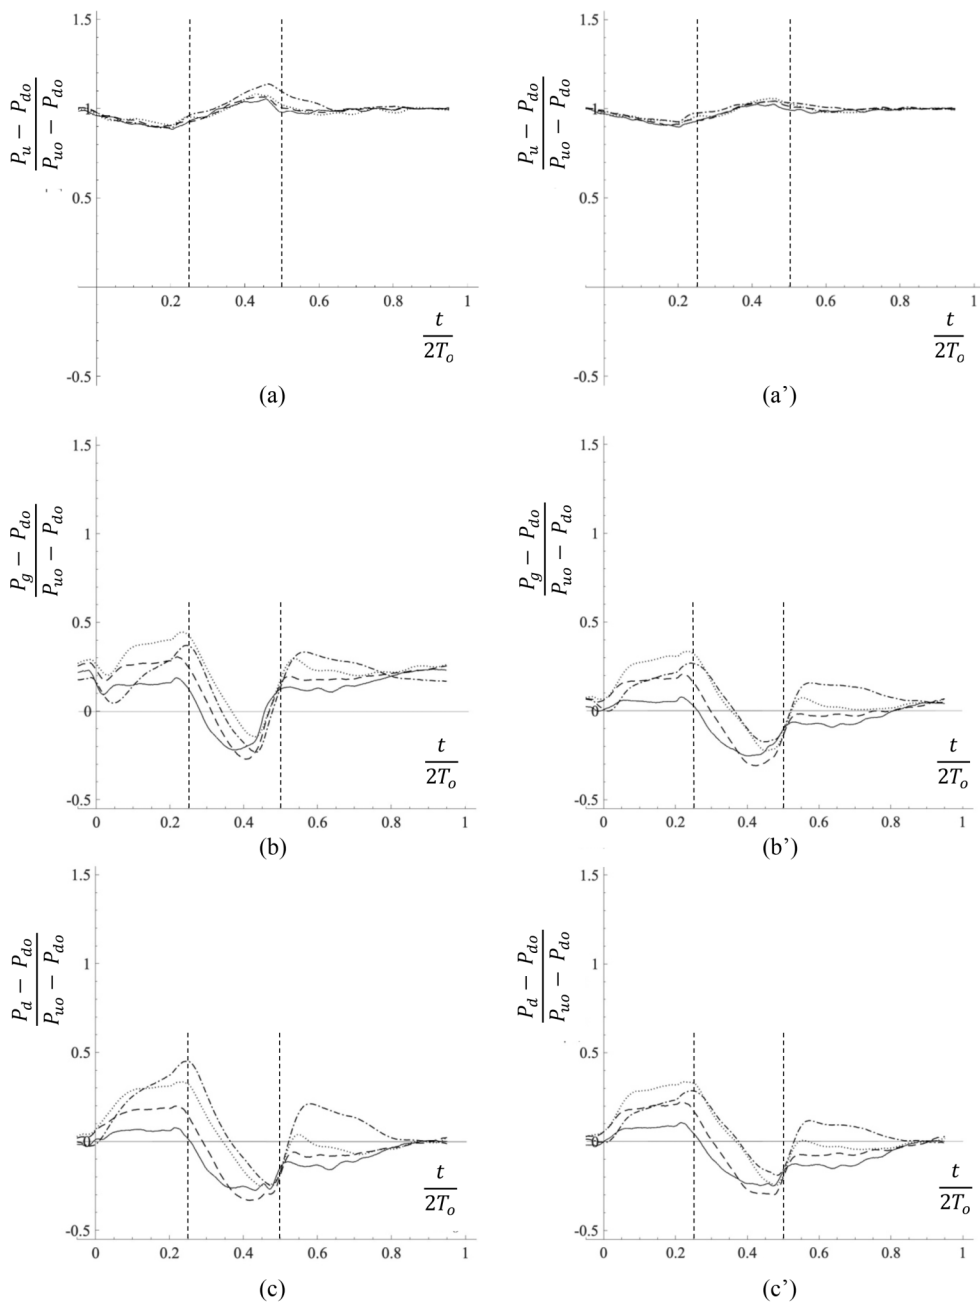 1.5
1
0.5
-0.5
0.2 0.4 0.6 0.8 1
P_u − P_do
P_uo − P_do
t
2T_o
(a)
1.5
1
0.5
-0.5
0.2 0.4 0.6 0.8 1
P_u − P_do
P_uo − P_do
t
2T_o
(a’)
1.5
1
0.5
0
-0.5
0 0.2 0.4 0.6 0.8 1
P_g − P_do
P_uo − P_do
t
2T_o
(b)
1.5
1
0.5
0
-0.5
0 0.2 0.4 0.6 0.8 1
P_g − P_do
P_uo − P_do
t
2T_o
(b’)
1.5
1
0.5
0
-0.5
0 0.2 0.4 0.6 0.8 1
P_d − P_do
P_uo − P_do
t
2T_o
(c)
1.5
1
0.5
0
-0.5
0 0.2 0.4 0.6 0.8 1
P_d − P_do
P_uo − P_do
t
2T_o
(c’)